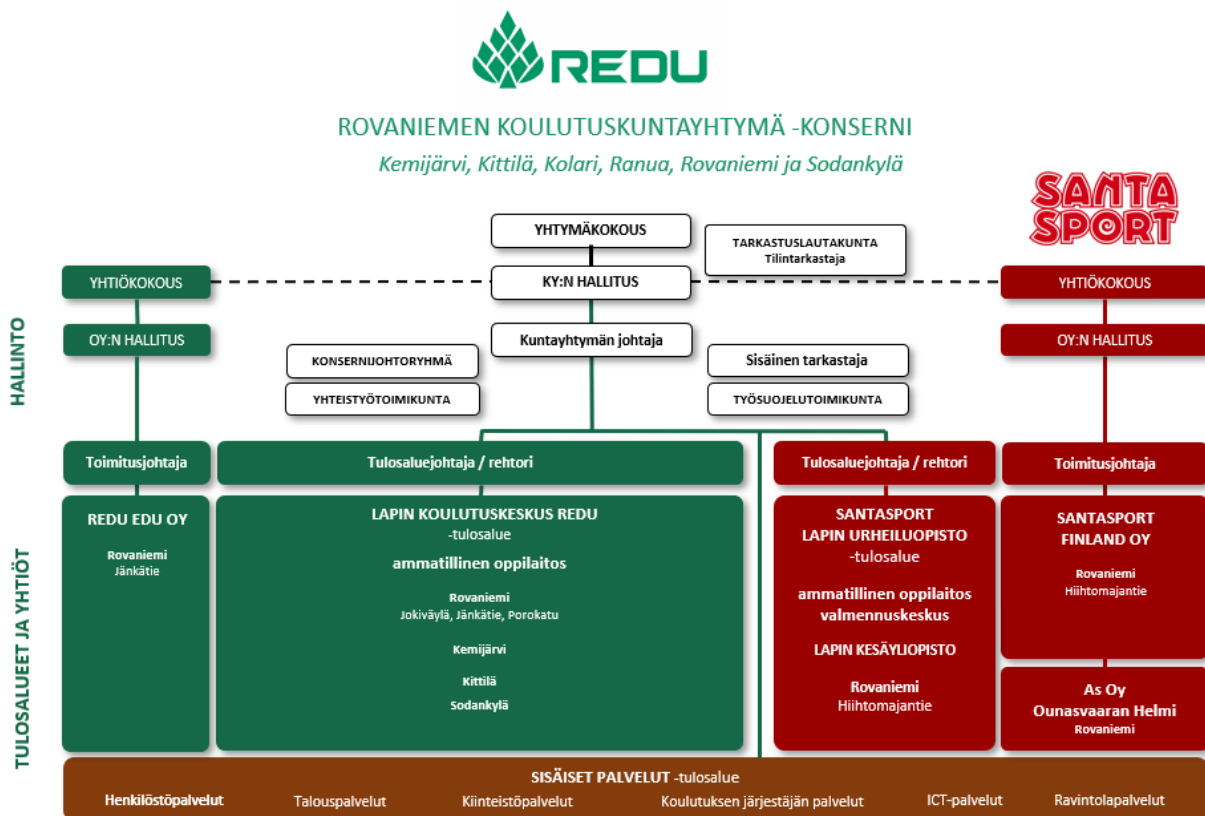 REDU
ROVANIEMEN KOULUTUSKUNTAYHTYMÄ -KONSERNI
Kemijärvi, Kittilä, Kolari, Ranua, Rovaniemi ja Sodankylä
SANTA
SPORT
HALLINTO
YHTYMÄKOKOUS
TARKASTUSLAUTAKUNTA
Tilintarkastaja
YHTIÖKOKOUS
KY:N HALLITUS
YHTIÖKOKOUS
OY:N HALLITUS
Kuntayhtymän johtaja
OY:N HALLITUS
KONSERNIJOHTORYHMÄ
Sisäinen tarkastaja
YHTEISTYÖTOIMIKUNTA
TYÖSUOJELUTOIMIKUNTA
TULOSALUEET JA YHTIÖT
Toimitusjohtaja
Tulosaluejohtaja / rehtori
Tulosaluejohtaja / rehtori
Toimitusjohtaja
REDU EDU OY
Rovaniemi
Jänkätie
LAPIN KOULUTUSKESKUS REDU
-tulosalue
ammatillinen oppilaitos
Rovaniemi
Jokiväylä, Jänkätie, Porokatu
Kemijärvi
Kittilä
Sodankylä
SANTASPORT
LAPIN URHEILUOPISTO
-tulosalue
ammatillinen oppilaitos
valmennuskeskus
LAPIN KESÄYLIOPISTO
Rovaniemi
Hiihtomajantie
SANTASPORT
FINLAND OY
Rovaniemi
Hiihtomajantie
As Oy
Ounasvaaran Helmi
Rovaniemi
SISÄISET PALVELUT -tulosalue
Henkilöstöpalvelut
Talouspalvelut
Kiinteistöpalvelut
Koulutuksen järjestäjän palvelut
ICT-palvelut
Ravintolapalvelut